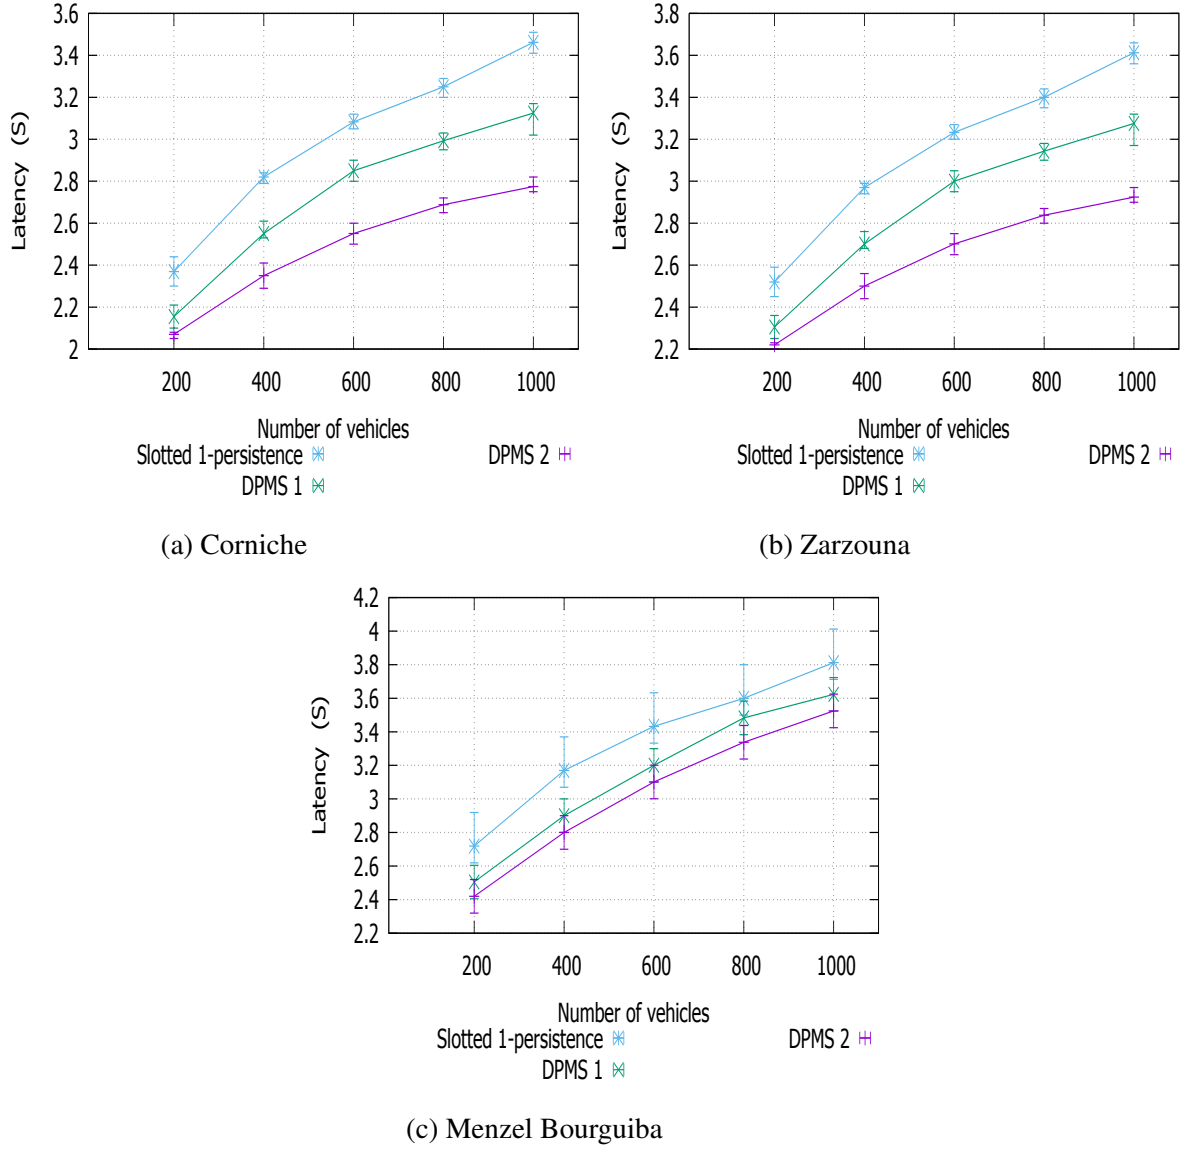 3.6
3.4
3.2
3
2.8
2.6
2.4
2.2
2
Latency (S)
200 400 600 800 1000
Number of vehicles
Slotted 1-persistence
DPMS 2
DPMS 1
(a) Corniche
3.8
3.6
3.4
3.2
3
2.8
2.6
2.4
2.2
Latency (S)
200 400 600 800 1000
Number of vehicles
Slotted 1-persistence
DPMS 2
DPMS 1
(b) Zarzouna
4.2
4
3.8
3.6
3.4
3.2
3
2.8
2.6
2.4
2.2
Latency (S)
200 400 600 800 1000
Number of vehicles
Slotted 1-persistence
DPMS 2
DPMS 1
(c) Menzel Bourguiba